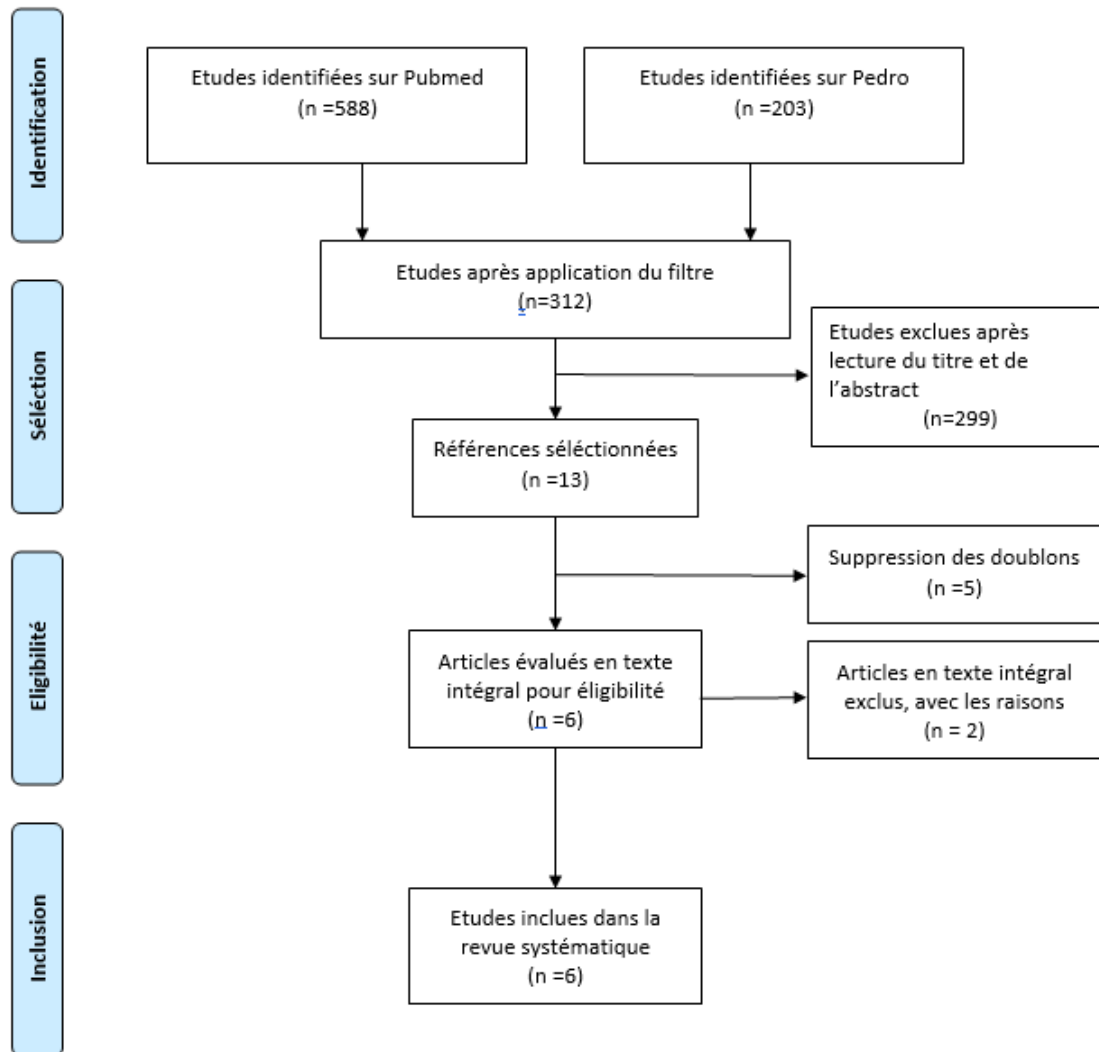 Identification
Etudes identifiées sur Pubmed
(n =588)
Etudes identifiées sur Pedro
(n =203)
Etudes après application du filtre
(n=312)
Séléction
Etudes exclues après
lecture du titre et de
l’abstract
(n=299)
Références séléctionnées
(n =13)
Eligibilité
Suppression des doublons
(n =5)
Articles évalués en texte
intégral pour éligibilité
(n =6)
Articles en texte intégral
exclus, avec les raisons
(n = 2)
Inclusion
Etudes inclues dans la
revue systématique
(n =6)